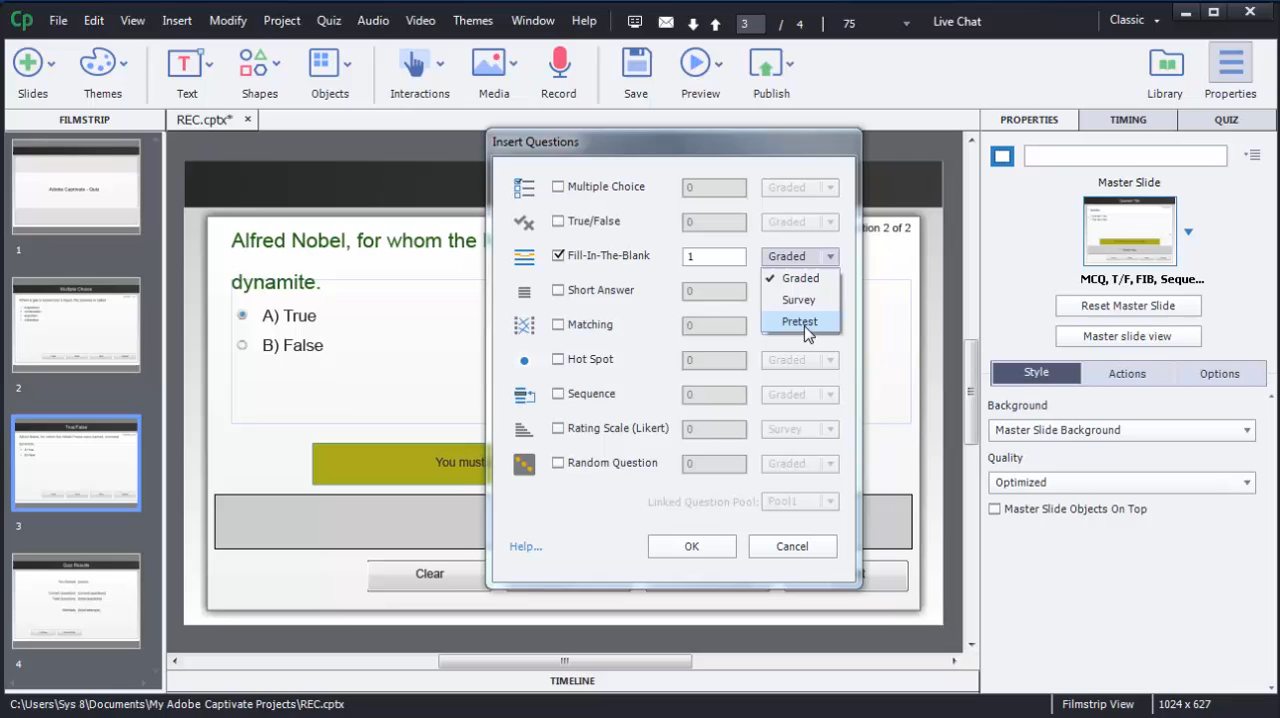 Cp File Edit View Insert Modify Project Quiz Audio Video Themes Window Help 3 / 4 75 Live Chat Classic
Slides Themes Text Shapes Objects Interactions Media Record Save Preview Publish Library Properties
FILMSTRIP
REC.cptx*
PROPERTIES TIMING QUIZ
Adobe Captivate - Quiz
1
Multiple Choice
2
True/False
3
Quiz Results
4
Alfred Nobel, for whom the
dynamite.
A) True
B) False
You must
Clear
Insert Questions
Multiple Choice 0 Graded
True/False 0 Graded
Fill-In-The-Blank 1 Graded
Graded
Survey
Pretest
Short Answer 0
Matching 0
Hot Spot 0 Graded
Sequence 0 Graded
Rating Scale (Likert) 0 Survey
Random Question 0 Graded
Linked Question Pool: Pool1
Help... OK Cancel
tion 2 of 2
Master Slide
MCQ, T/F, FIB, Seque...
Reset Master Slide
Master slide view
Style Actions Options
Background
Master Slide Background
Quality
Optimized
Master Slide Objects On Top
TIMELINE
C:\Users\Sys 8\Documents\My Adobe Captivate Projects\REC.cptx Filmstrip View 1024 x 627